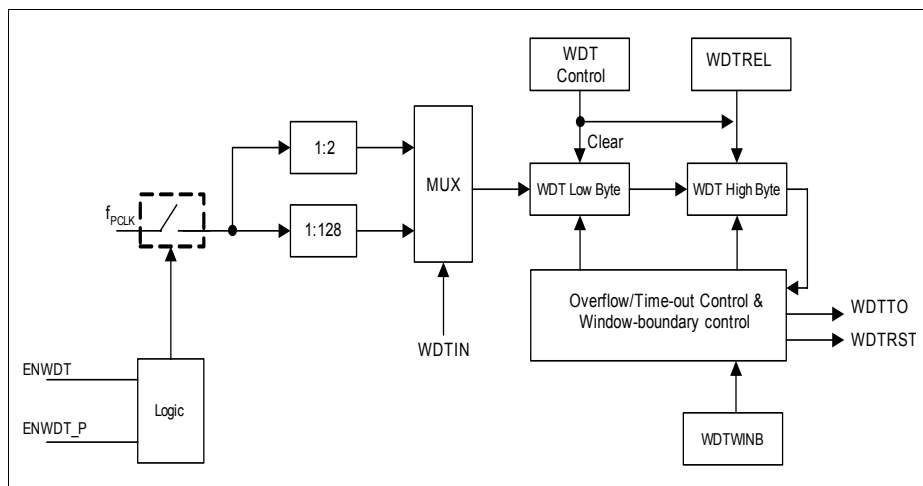 WDT
Control
WDTREL
Clear
1:2
MUX
WDT Low Byte
WDT High Byte
fPCLK
1:128
Overflow/Time-out Control &
Window-boundary control
WDTTO
WDTRST
WDTIN
ENWDT
Logic
ENWDT_P
WDTWINB